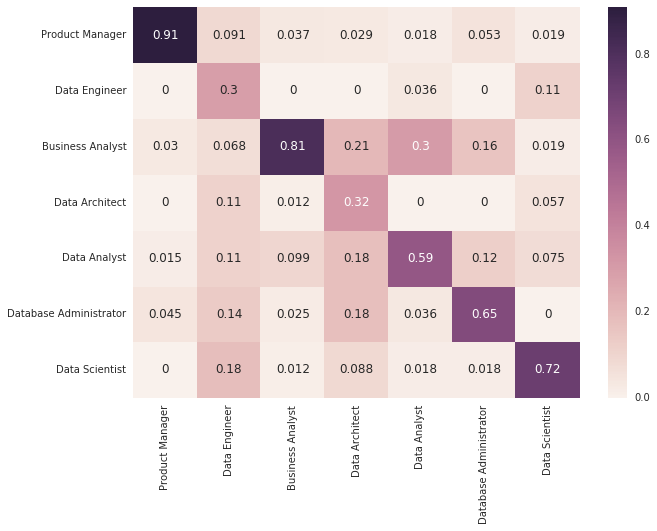 Product Manager 0.91 0.091 0.037 0.029 0.018 0.053 0.019
0.8
Data Engineer 0 0.3 0 0 0.036 0 0.11
0.6
Business Analyst 0.03 0.068 0.81 0.21 0.3 0.16 0.019
Data Architect 0 0.11 0.012 0.32 0 0 0.057
0.4
Data Analyst 0.015 0.11 0.099 0.18 0.59 0.12 0.075
0.2
Database Administrator 0.045 0.14 0.025 0.18 0.036 0.65 0
Data Scientist 0 0.18 0.012 0.088 0.018 0.018 0.72
0.0
Product Manager
Data Engineer
Business Analyst
Data Architect
Data Analyst
Database Administrator
Data Scientist